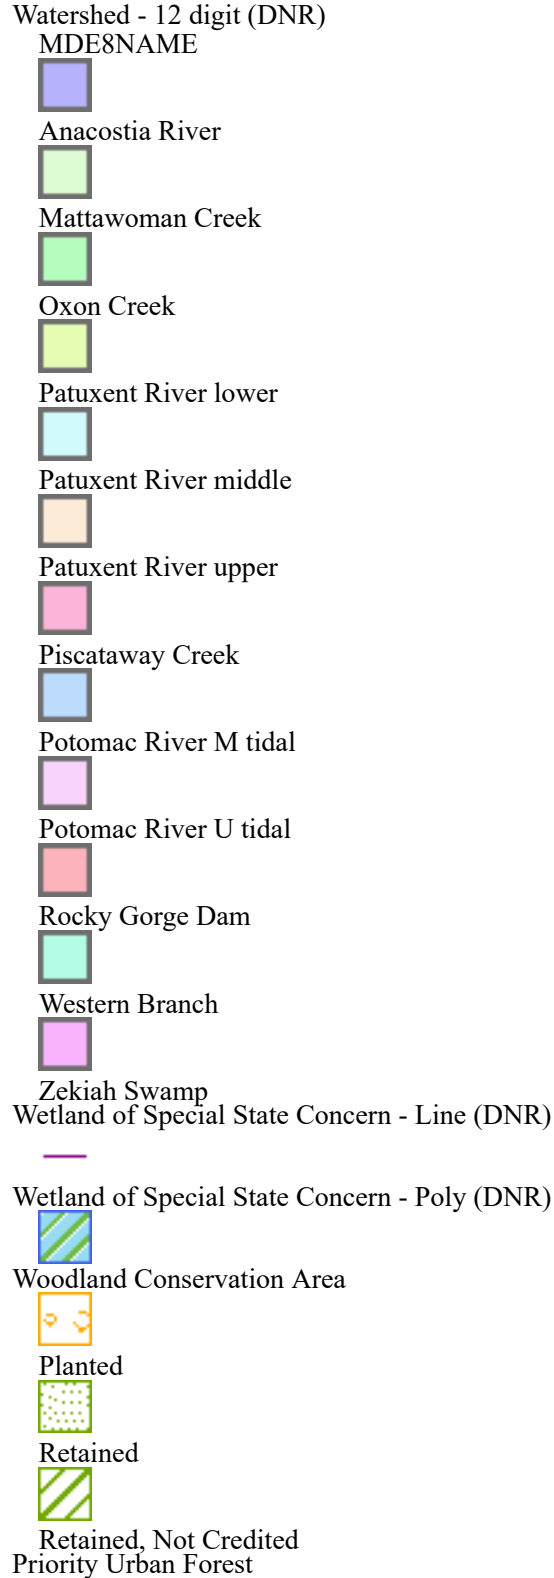 Watershed - 12 digit (DNR)
MDE8NAME
Anacostia River
Mattawoman Creek
Oxon Creek
Patuxent River lower
Patuxent River middle
Patuxent River upper
Piscataway Creek
Potomac River M tidal
Potomac River U tidal
Rocky Gorge Dam
Western Branch
Zekiah Swamp
Wetland of Special State Concern - Line (DNR)
Wetland of Special State Concern - Poly (DNR)
Woodland Conservation Area
Planted
Retained
Retained, Not Credited
Priority Urban Forest